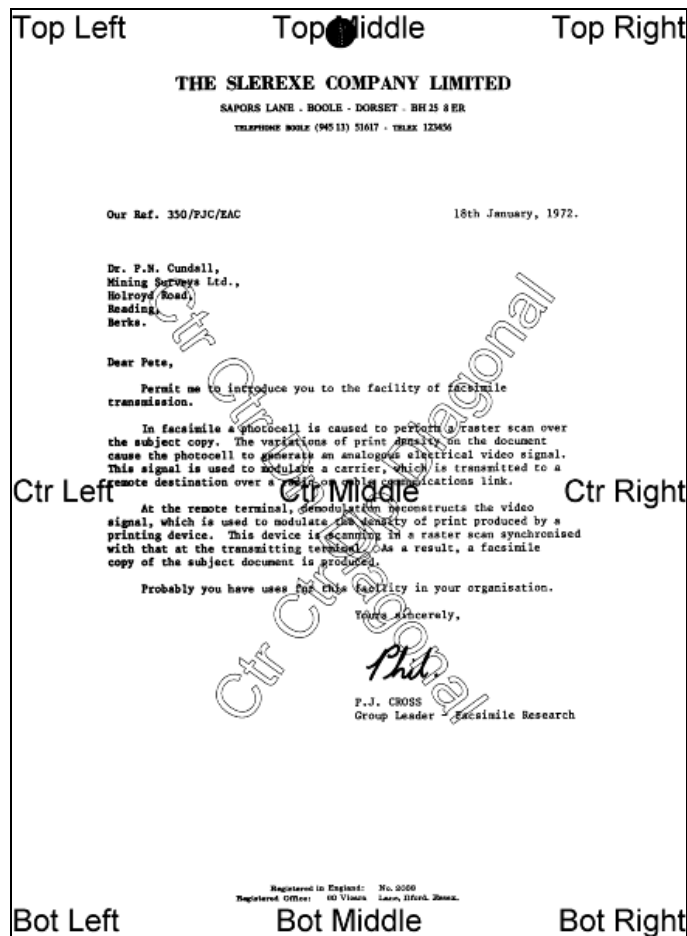 Top Left Top Middle Top Right
THE SLEREXE COMPANY LIMITED
SAPORS LANE . BOOLE - DORSET . BH 25 8 ER
TELEPHONE BOOLE (945 13) 51617 - TELEX 123456
Our Ref. 350/PJC/EAC 18th January, 1972.
Dr. P.N. Cundall,
Mining Surveys Ltd.,
Holroyd Road,
Reading,
Berks.
Dear Pete,
Permit me to introduce you to the facility of facsimile
transmission.
In facsimile a photocell is caused to perform a raster scan over
the subject copy. The variations of print density on the document
cause the photocell to generate an analogous electrical video signal.
This signal is used to modulate a carrier, which is transmitted to a
remote destination over a radio or cable communications link.
Ctr Left Ctr Middle Ctr Right
At the remote terminal, demodulation reconstructs the video
signal, which is used to modulate the density of print produced by a
printing device. This device is scanning in a raster scan synchronised
with that at the transmitting terminal. As a result, a facsimile
copy of the subject document is produced.
Probably you have uses for this facility in your organisation.
Yours sincerely,
Phil.
P.J. CROSS
Group Leader - Facsimile Research
Ctr Ctr Diagonal
Ctr Ctr Diagonal
Registered in England: No. 2038
Registered Office: Vicara Lane, Ilford. Essex.
Bot Left Bot Middle Bot Right